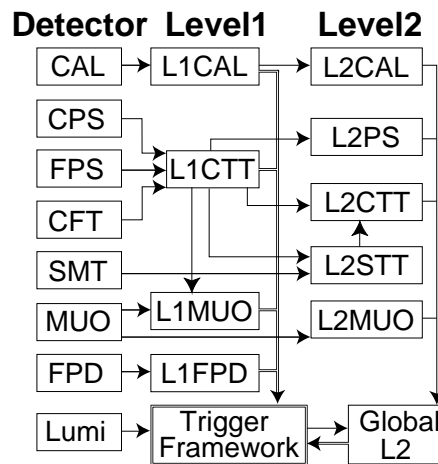 Detector Level1 Level2
CAL L1CAL L2CAL
CPS
L2PS
FPS L1CTT
CFT L2CTT
SMT L2STT
MUO L1MUO L2MUO
FPD L1FPD
Lumi Trigger Global
Framework L2